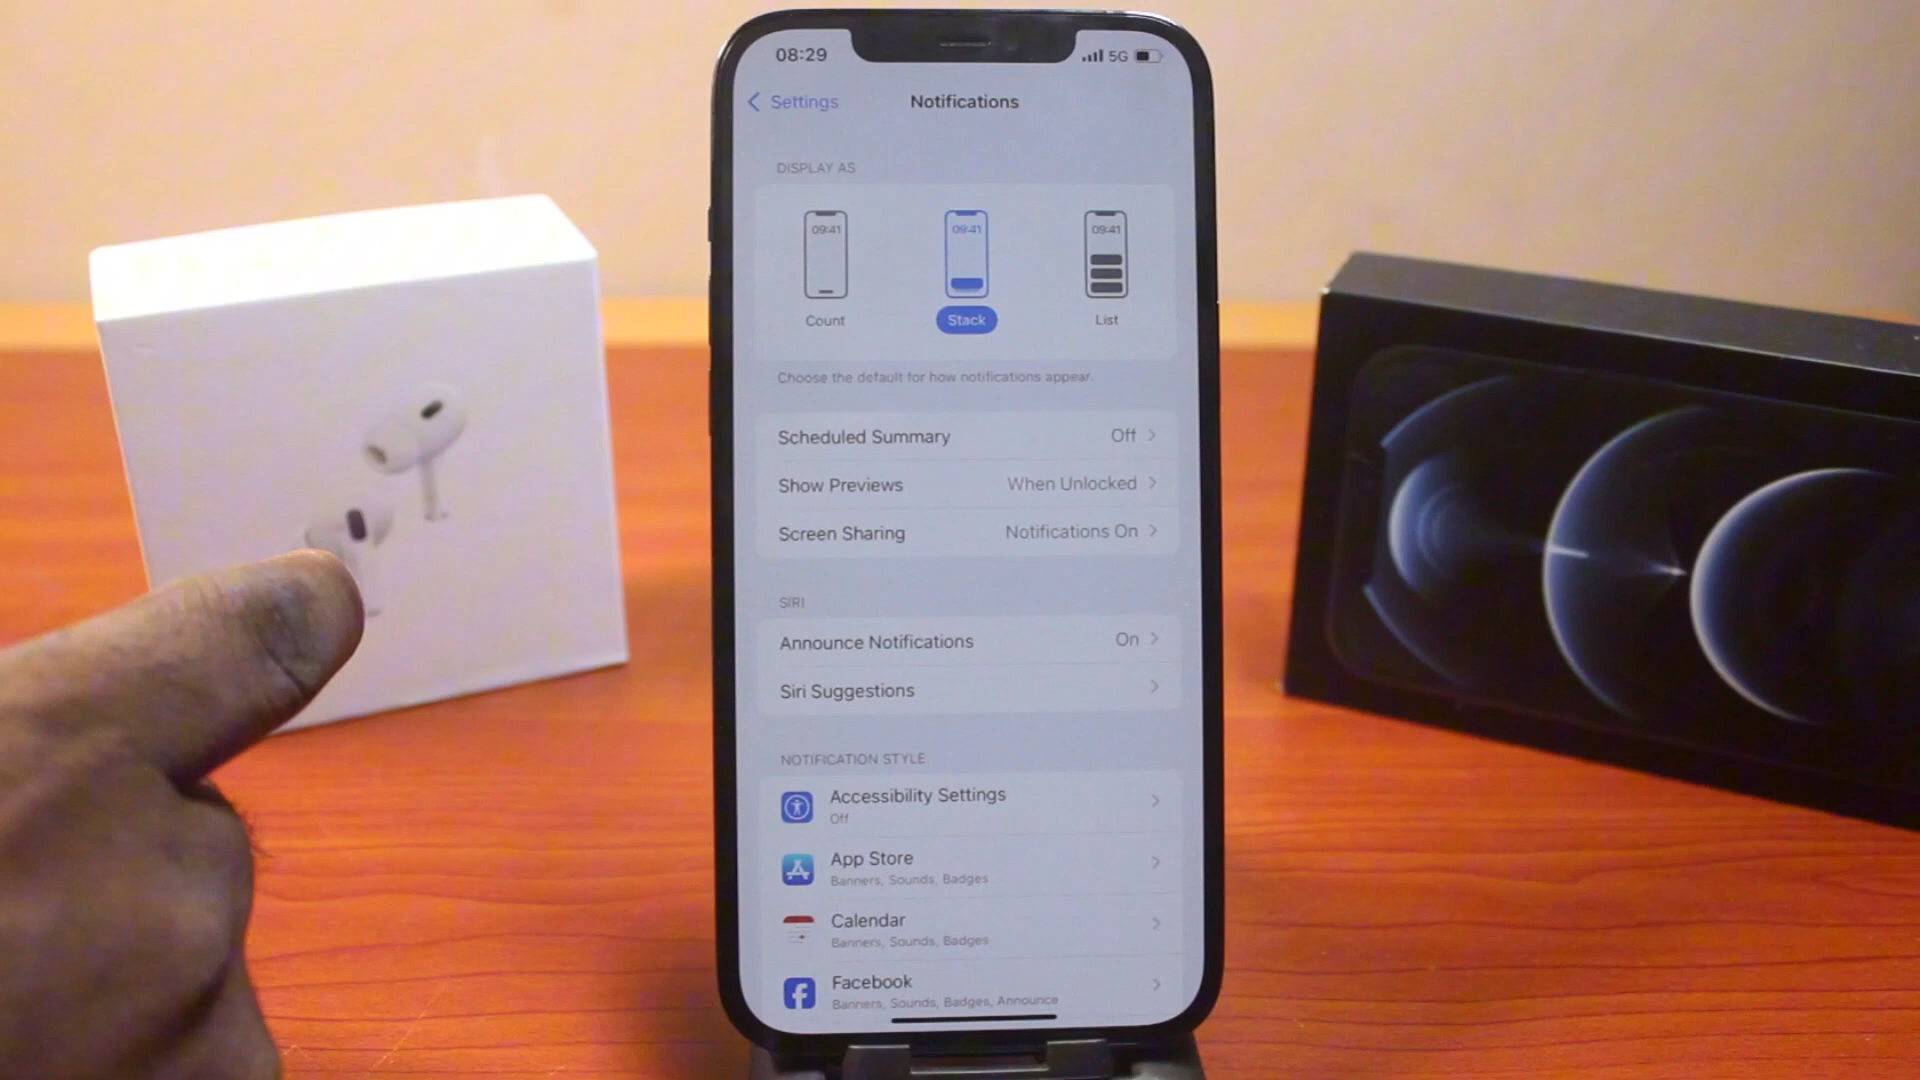 08:29
5G
Settings
Notifications
DISPLAY AS
09:41 09:41 09:41
Count Stack List
Choose the default for how notifications appear.
Scheduled Summary Off
Show Previews When Unlocked
Screen Sharing Notifications On
SIRI
Announce Notifications On
Siri Suggestions
NOTIFICATION STYLE
Accessibility Settings
Off
App Store
Banners, Sounds, Badges
Calendar
Banners, Sounds, Badges
Facebook
Banners, Sounds, Badges, Announce